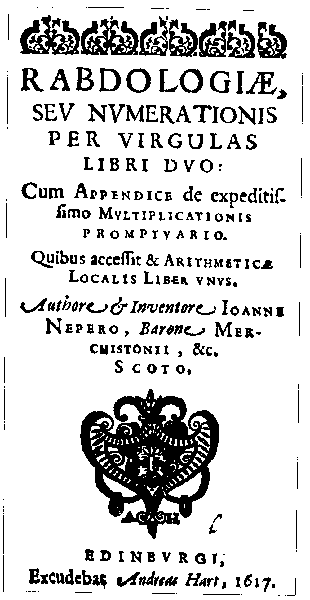 RABDOLOGIÆ,
SEV NVMERATIONIS
PER VIRGULAS
LIBRI DVO:
Cum APPENDICE de expeditiſ-
ſimo MVLTIPLICATIONIS
PROMPTVARIO.
Quibus acceſſit & ARITHMETICÆ
LOCALIS LIBER VNVS.
Authore & Inventore IOANNE
NEPERO, Barone MER-
CHISTONII, &c.
SCOTO.
EDINBVRGI,
Excudebat Andreas Hart, 1617.